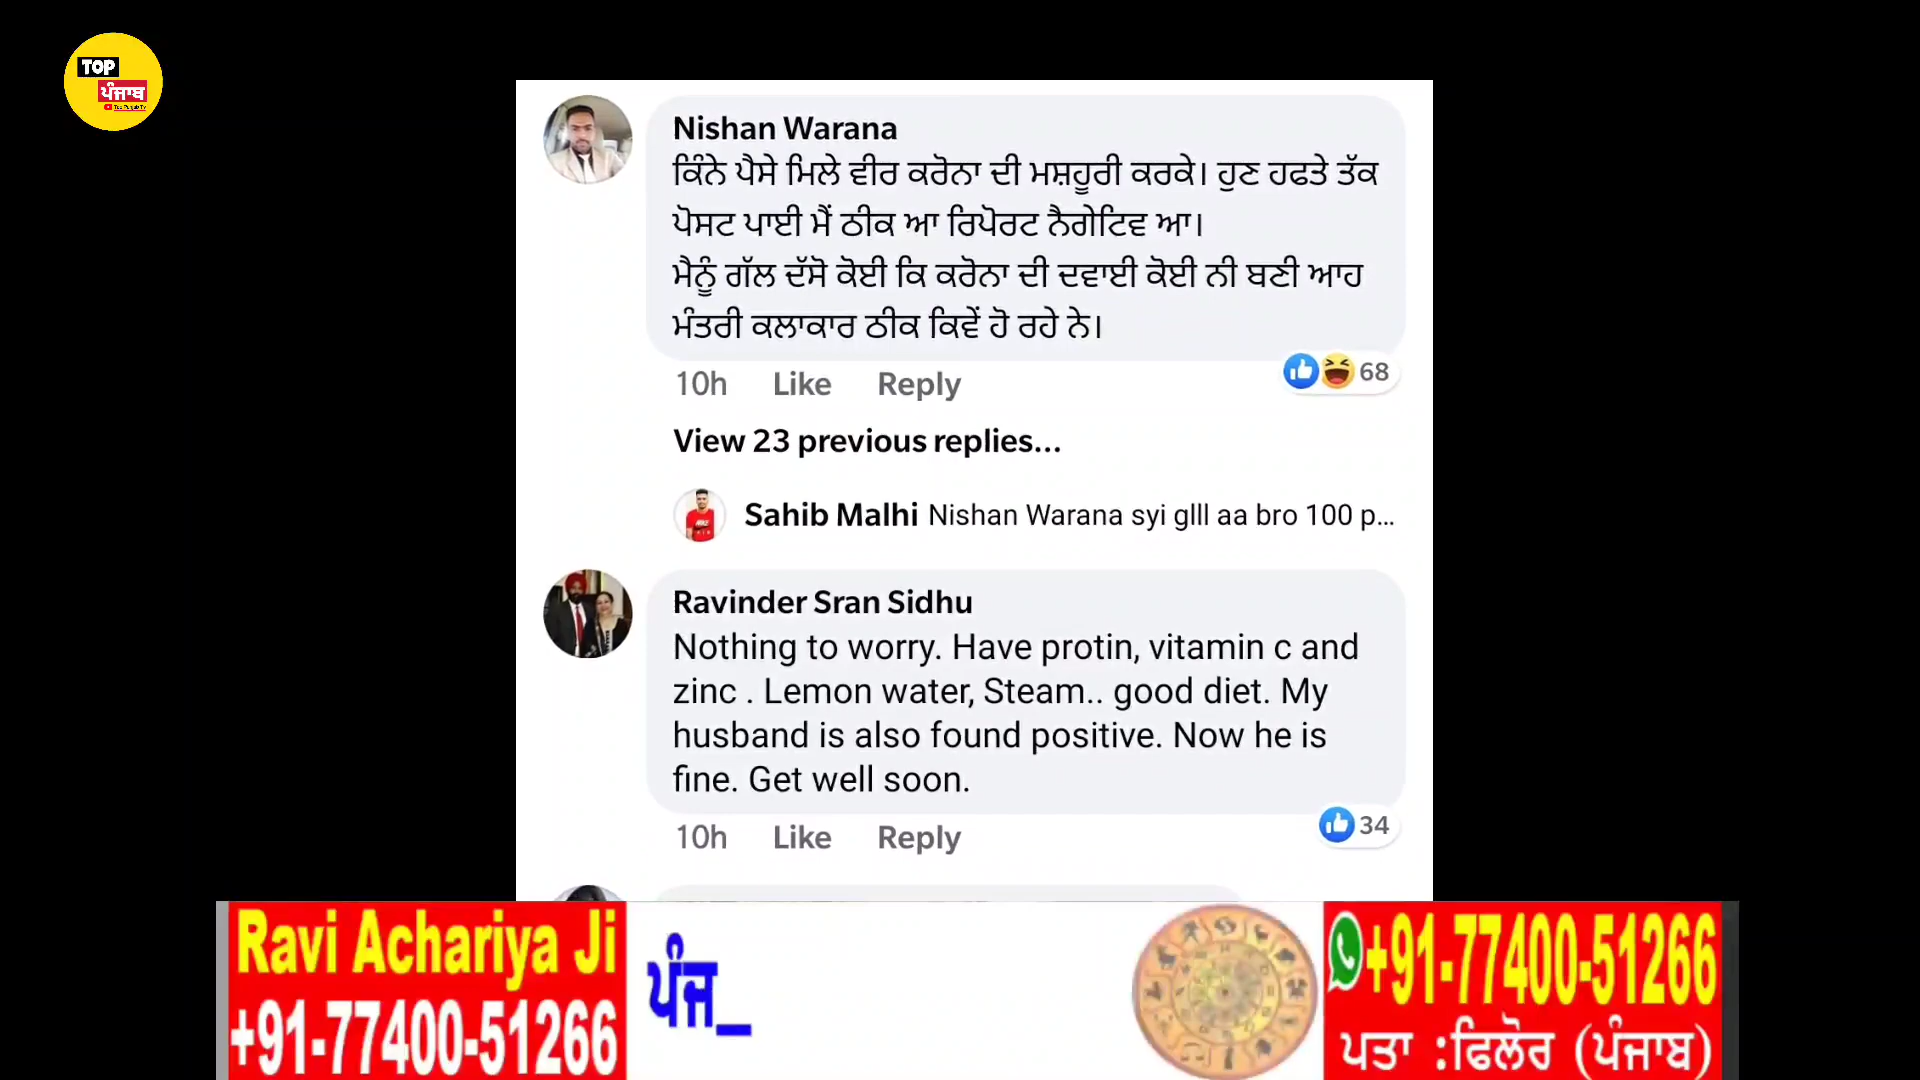 TOP
ਪੰਜਾਬ
Top Punjab Tv
Nishan Warana
ਕਿੰਨੇ ਪੈਸੇ ਮਿਲੇ ਵੀਰ ਕਰੋਨਾ ਦੀ ਮਸ਼ਹੂਰੀ ਕਰਕੇ। ਹੁਣ ਹਫਤੇ ਤੱਕ
ਪੋਸਟ ਪਾਈ ਮੈਂ ਠੀਕ ਆ ਰਿਪੋਰਟ ਨੈਗੇਟਿਵ ਆ।
ਮੈਨੂੰ ਗੱਲ ਦੱਸੋ ਕੋਈ ਕਿ ਕਰੋਨਾ ਦੀ ਦਵਾਈ ਕੋਈ ਨੀ ਬਣੀ ਆਹ
ਮੰਤਰੀ ਕਲਾਕਾਰ ਠੀਕ ਕਿਵੇਂ ਹੋ ਰਹੇ ਨੇ।
10h Like Reply 68
View 23 previous replies...
Sahib Malhi Nishan Warana syi glll aa bro 100 p...
Ravinder Sran Sidhu
Nothing to worry. Have protin, vitamin c and
zinc . Lemon water, Steam.. good diet. My
husband is also found positive. Now he is
fine. Get well soon.
10h Like Reply 34
Ravi Achariya Ji
+91-77400-51266
ਪੰਜ_
+91-77400-51266
ਪਤਾ :ਫਿਲੋਰ (ਪੰਜਾਬ)